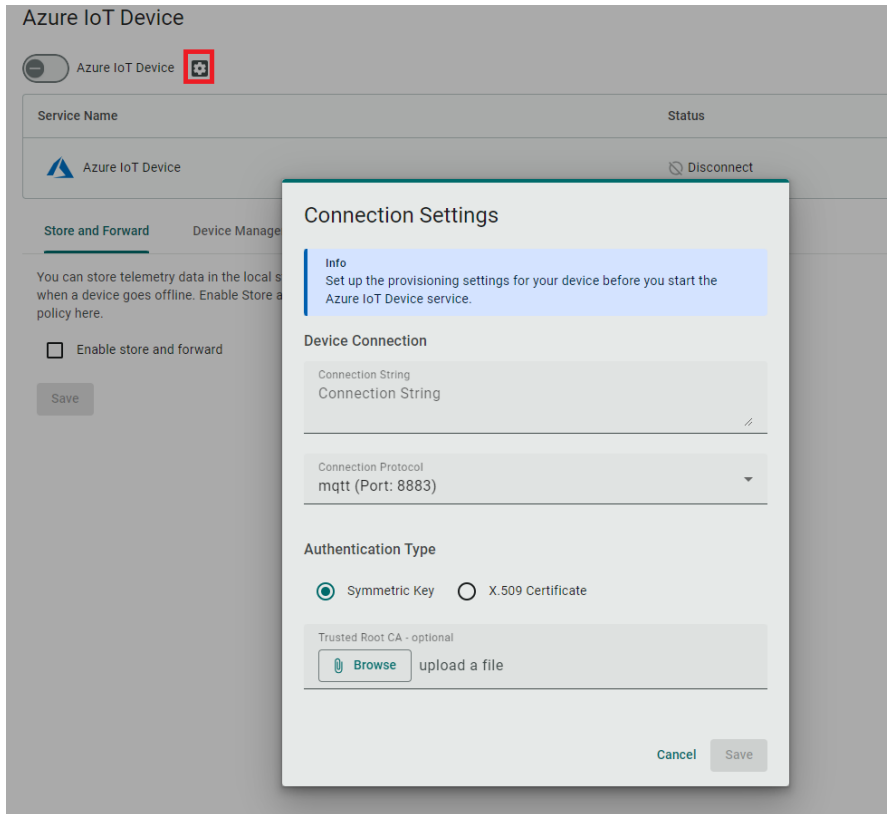 Azure IoT Device
Azure IoT Device
Service Name Status
Azure IoT Device Disconnect
Store and Forward Device Manage
You can store telemetry data in the local s
when a device goes offline. Enable Store a
policy here.
Enable store and forward
Save
Connection Settings
Info
Set up the provisioning settings for your device before you start the
Azure IoT Device service.
Device Connection
Connection String
Connection String
Connection Protocol
mqtt (Port: 8883)
Authentication Type
Symmetric Key X.509 Certificate
Trusted Root CA - optional
Browse upload a file
Cancel Save